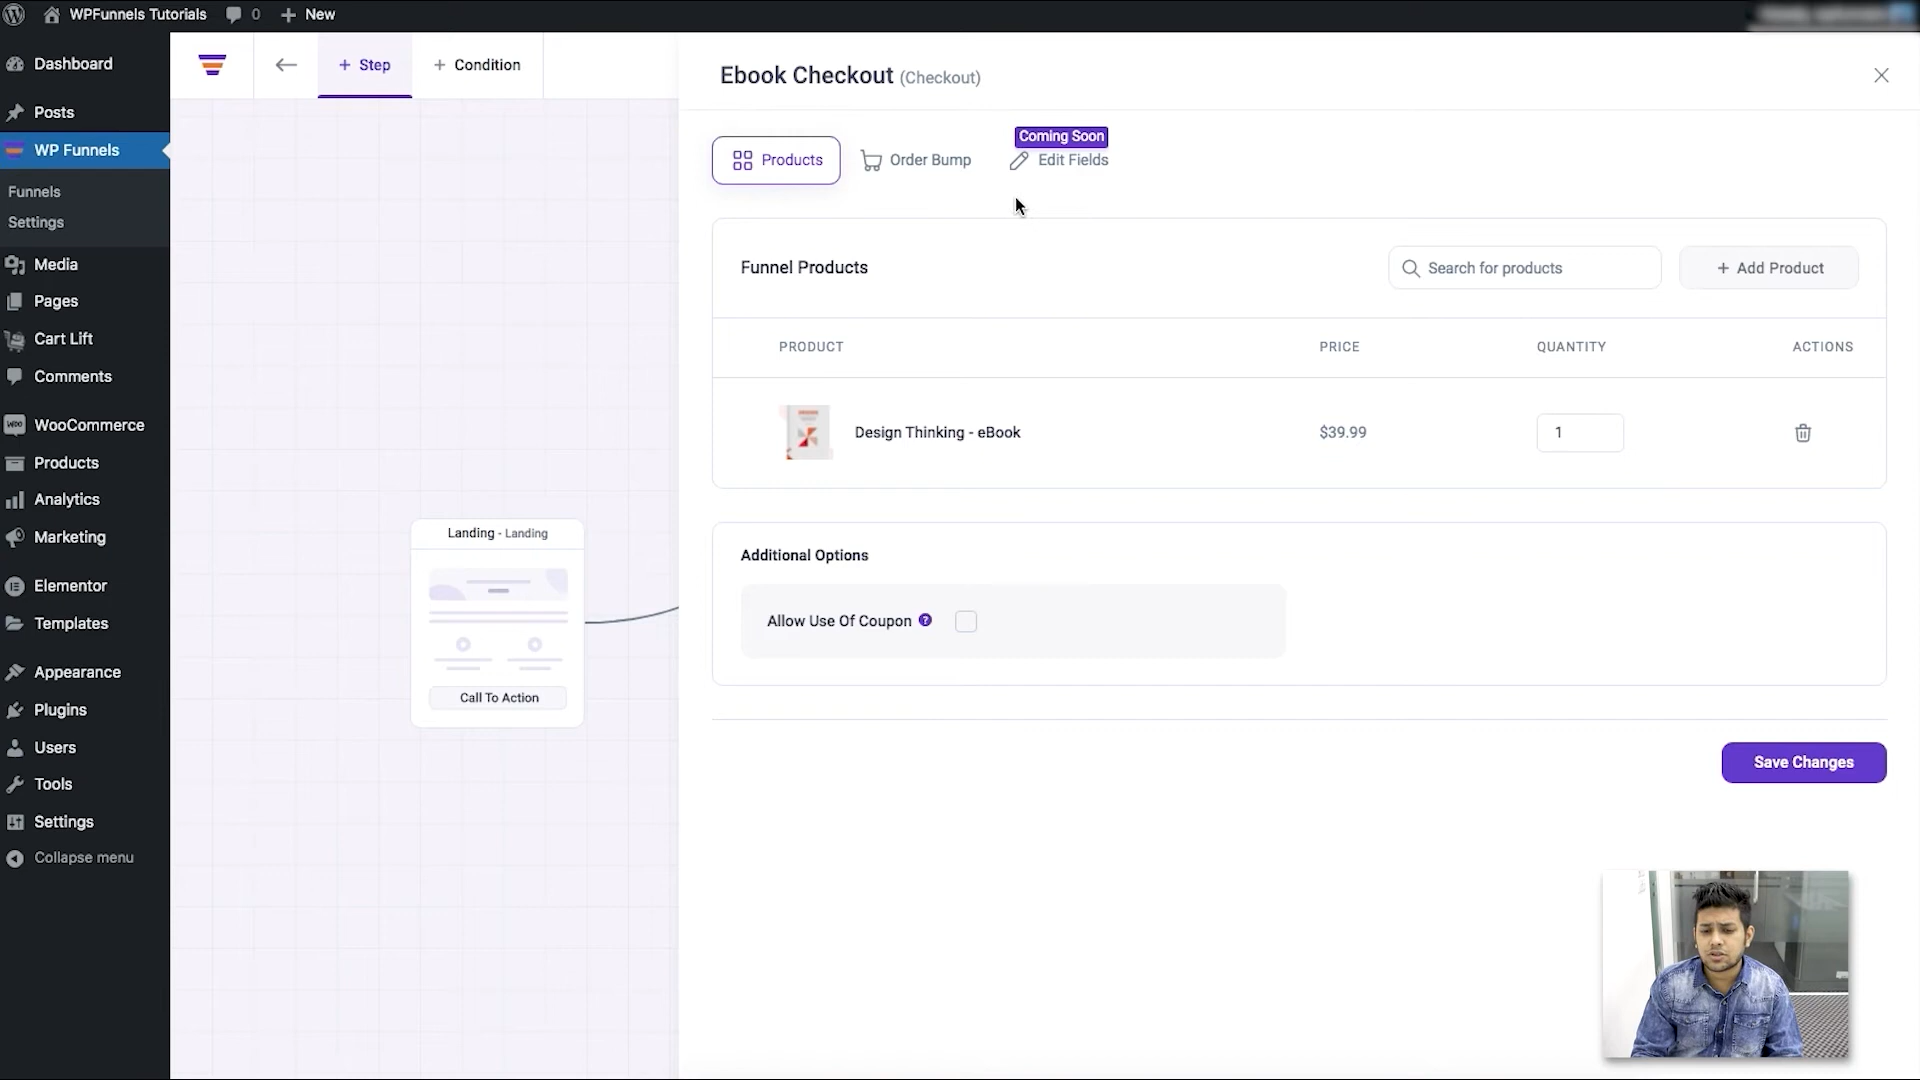 WPFunnels Tutorials 0 + New
Dashboard
Posts
WP Funnels
Funnels
Settings
Media
Pages
Cart Lift
Comments
WooCommerce
Products
Analytics
Marketing
Elementor
Templates
Appearance
Plugins
Users
Tools
Settings
Collapse menu
+ Step
+ Condition
Landing - Landing
Call To Action
Ebook Checkout (Checkout)
Products
Order Bump
Coming Soon
Edit Fields
Funnel Products
Search for products
+ Add Product
PRODUCT PRICE QUANTITY ACTIONS
Design Thinking - eBook $39.99 1
Additional Options
Allow Use Of Coupon ?
Save Changes